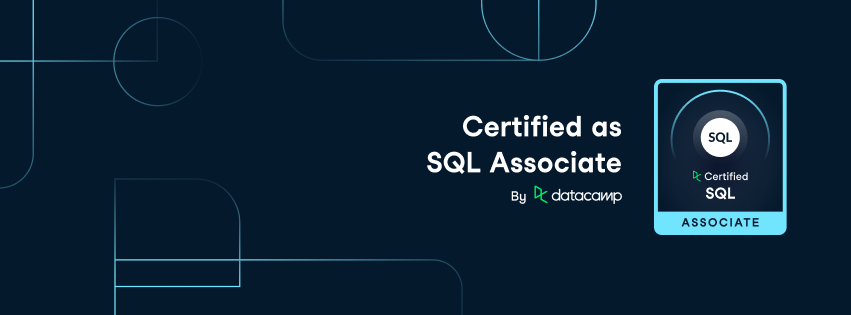 Certified as
SQL Associate
By datacamp
SQL
Certified
SQL
ASSOCIATE